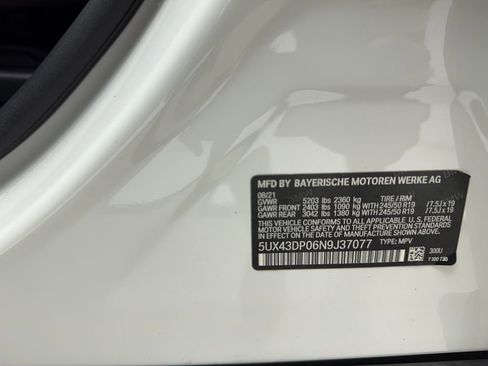 MFD BY BAYERISCHE MOTOREN WERKE AG
08/21
GVWR 5203 lbs 2360 kg TIRE / RIM
GAWR FRONT 2403 lbs 1090 kg WITH 245/50 R19 /7.5J x 19
GAWR REAR 3042 lbs 1380 kg WITH 245/50 R19 /7.5J x 19
THIS VEHICLE CONFORMS TO ALL APPLICABLE U.S. FEDERAL
MOTOR VEHICLE SAFETY, BUMPER, AND THEFT PREVENTION
STANDARDS IN EFFECT ON THE DATE OF MANUFACTURE
SHOWN ABOVE.
5UX43DP06N9J37077 TYPE: MPV
300U